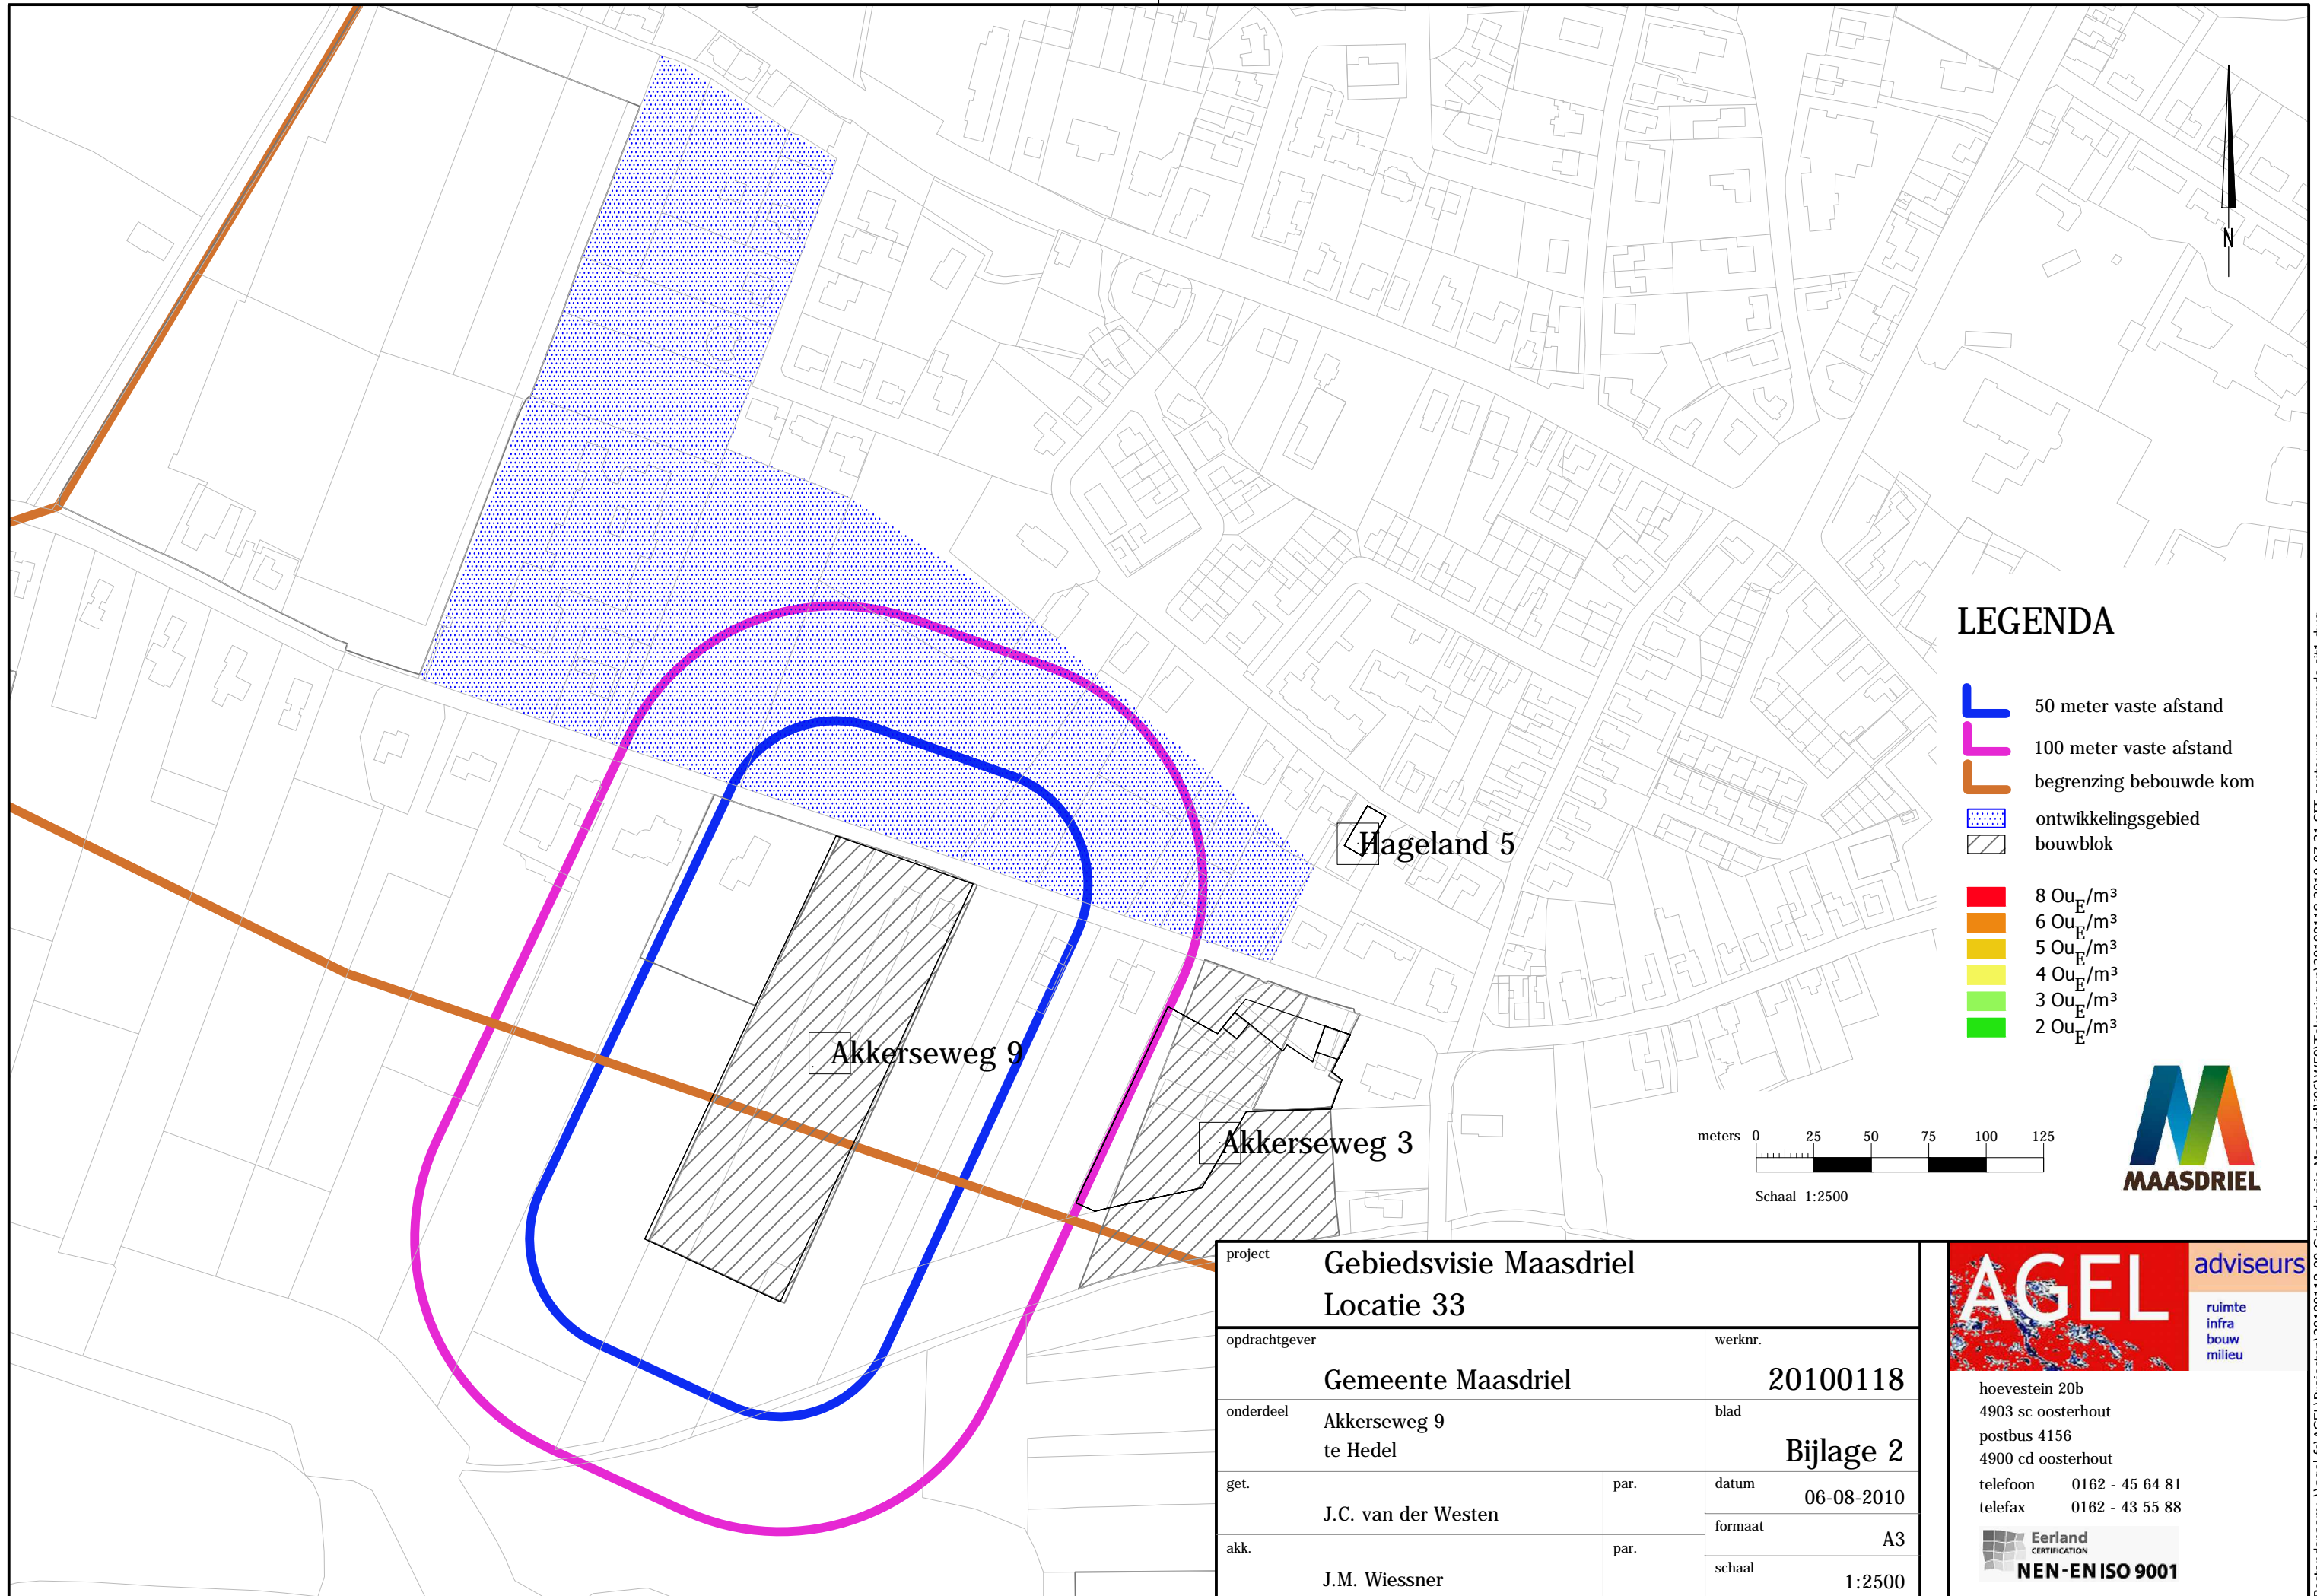 N
Hageland 5
Akkerseweg 9
Akkerseweg 3
LEGENDA
50 meter vaste afstand
100 meter vaste afstand
begrenzing bebouwde kom
ontwikkelingsgebied
bouwblok
8 OuE/m³
6 OuE/m³
5 OuE/m³
4 OuE/m³
3 OuE/m³
2 OuE/m³
meters 0 25 50 75 100 125
Schaal 1:2500
MAASDRIEL
project
Gebiedsvisie Maasdriel
Locatie 33
opdrachtgever
Gemeente Maasdriel
werknr.
20100118
onderdeel
Akkerseweg 9
te Hedel
blad
Bijlage 2
get.
J.C. van der Westen
par.
datum
06-08-2010
formaat
A3
akk.
J.M. Wiessner
par.
schaal
1:2500
AGEL
adviseurs
ruimte
infra
bouw
milieu
hoevestein 20b
4903 sc oosterhout
postbus 4156
4900 cd oosterhout
telefoon 0162 - 45 64 81
telefax 0162 - 43 55 88
Eerland
CERTIFICATION
NEN-EN ISO 9001